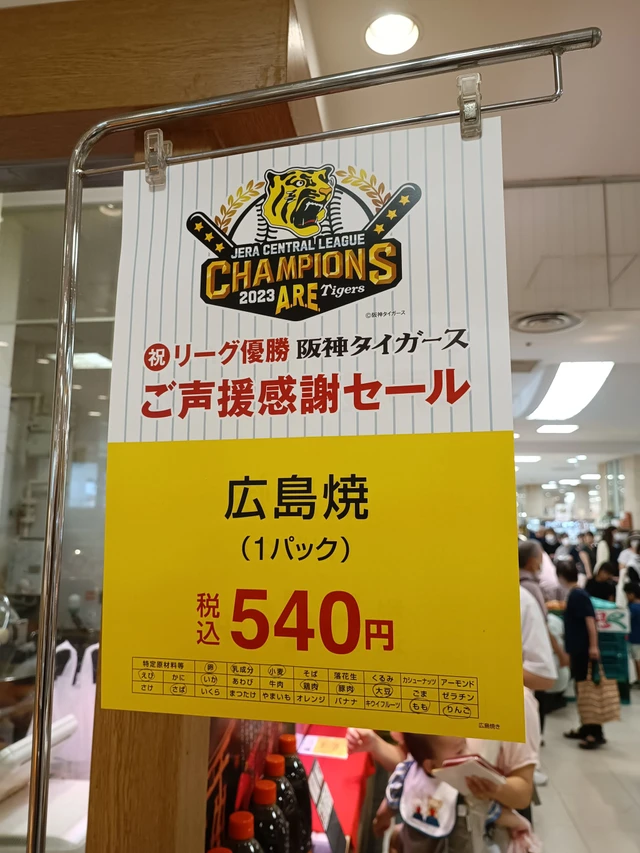 JERA CENTRAL LEAGUE
CHAMPIONS
2023 A.R.E. Tigers
©阪神タイガース
祝 リーグ優勝 阪神タイガース
ご声援感謝セール
広島焼
(1パック)
税込 540円
特定原材料等 卵 乳成分 小麦 そば 落花生 くるみ カシューナッツ アーモンド
えび かに いか あわび 牛肉 鶏肉 豚肉 大豆 ごま ゼラチン
さけ さば いくら まつたけ やまいも オレンジ バナナ キウイフルーツ もも りんご
広島焼き